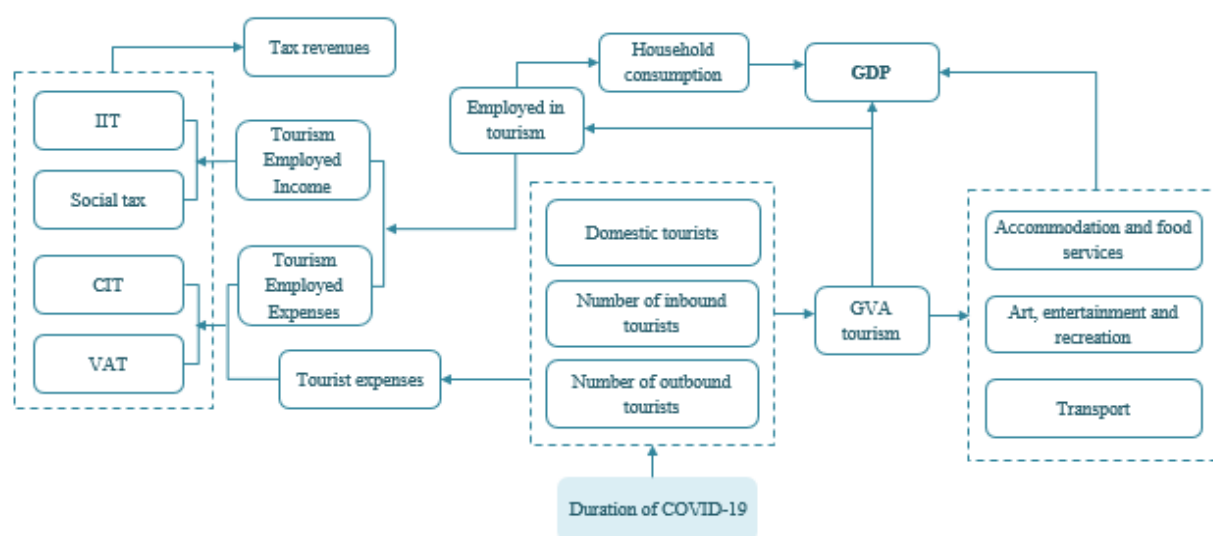 Tax revenues
Household
consumption
GDP
IIT
Employed in
tourism
Tourism
Employed
Income
Social tax
Domestic tourists
Accommodation and food
services
CIT
Tourism
Employed
Expenses
Number of inbound
tourists
GVA
tourism
Art, entertainment and
recreation
VAT
Tourist expenses
Number of outbound
tourists
Transport
Duration of COVID-19